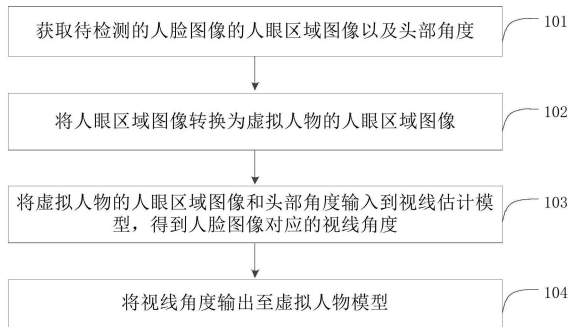 获取待检测的人脸图像的人眼区域图像以及头部角度
101
将人眼区域图像转换为虚拟人物的人眼区域图像
102
将虚拟人物的人眼区域图像和头部角度输入到视线估计模
型，得到人脸图像对应的视线角度
103
将视线角度输出至虚拟人物模型
104